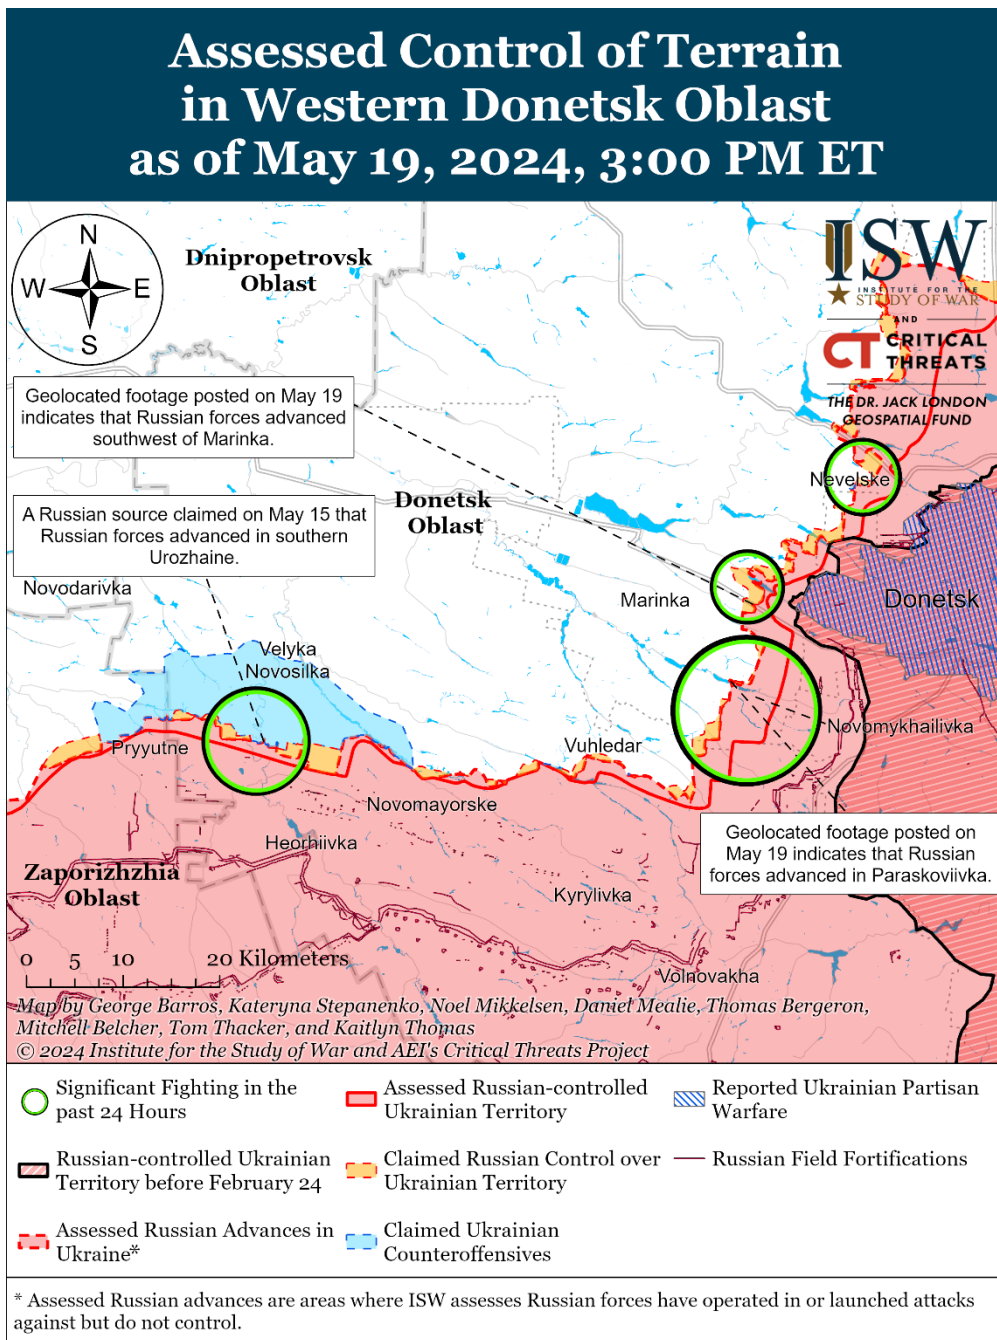 Assessed Control of Terrain
in Western Donetsk Oblast
as of May 19, 2024, 3:00 PM ET
N
W
E
S
Dnipropetrovsk
Oblast
ISW
INSTITUTE FOR THE
STUDY OF WAR
AND
CT CRITICAL
THREATS
THE DR. JACK LONDON
GEOSPATIAL FUND
Geolocated footage posted on May 19
indicates that Russian forces advanced
southwest of Marinka.
Nevelske
Donetsk
Oblast
A Russian source claimed on May 15 that
Russian forces advanced in southern
Urozhaine.
Novodarivka
Marinka
Donetsk
Velyka
Novosilka
Pryyutne
Vuhledar
Novomykhailivka
Novomayorske
Heorhiivka
Geolocated footage posted on
May 19 indicates that Russian
forces advanced in Paraskoviivka.
Zaporizhzhia
Oblast
Kyrylivka
Volnovakha
0 5 10 20 Kilometers
Map by George Barros, Kateryna Stepanenko, Noel Mikkelsen, Daniel Mealie, Thomas Bergeron,
Mitchell Belcher, Tom Thacker, and Kaitlyn Thomas
© 2024 Institute for the Study of War and AEI's Critical Threats Project
Significant Fighting in the
past 24 Hours
Russian-controlled Ukrainian
Territory before February 24
Assessed Russian Advances in
Ukraine*
Assessed Russian-controlled
Ukrainian Territory
Claimed Russian Control over
Ukrainian Territory
Claimed Ukrainian
Counteroffensives
Reported Ukrainian Partisan
Warfare
Russian Field Fortifications
* Assessed Russian advances are areas where ISW assesses Russian forces have operated in or launched attacks
against but do not control.